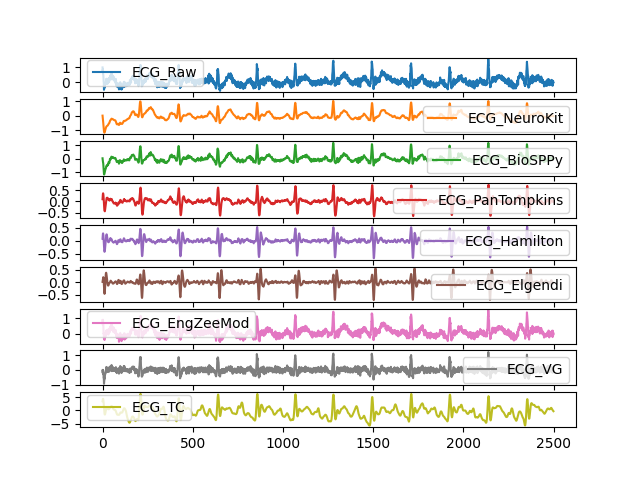 1
0
ECG_Raw
1
0
−1
ECG_NeuroKit
1
0
−1
ECG_BioSPPy
0.5
0.0
−0.5
ECG_PanTompkins
0.5
0.0
−0.5
ECG_Hamilton
0.5
0.0
−0.5
ECG_Elgendi
1
0
ECG_EngZeeMod
1
0
−1
ECG_VG
5
0
−5
ECG_TC
0 500 1000 1500 2000 2500